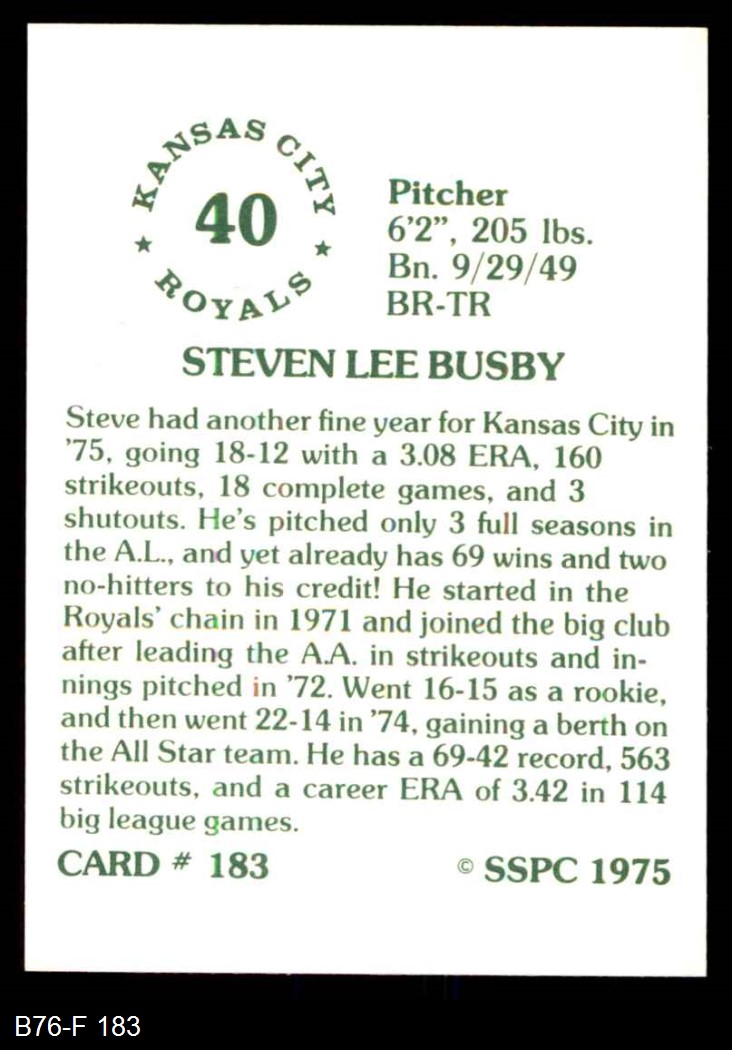 KANSAS CITY
40
★ ★
ROYALS
Pitcher
6'2", 205 lbs.
Bn. 9/29/49
BR-TR
STEVEN LEE BUSBY
Steve had another fine year for Kansas City in
'75, going 18-12 with a 3.08 ERA, 160
strikeouts, 18 complete games, and 3
shutouts. He's pitched only 3 full seasons in
the A.L., and yet already has 69 wins and two
no-hitters to his credit! He started in the
Royals' chain in 1971 and joined the big club
after leading the A.A. in strikeouts and in-
nings pitched in '72. Went 16-15 as a rookie,
and then went 22-14 in '74, gaining a berth on
the All Star team. He has a 69-42 record, 563
strikeouts, and a career ERA of 3.42 in 114
big league games.
CARD # 183 © SSPC 1975
B76-F 183